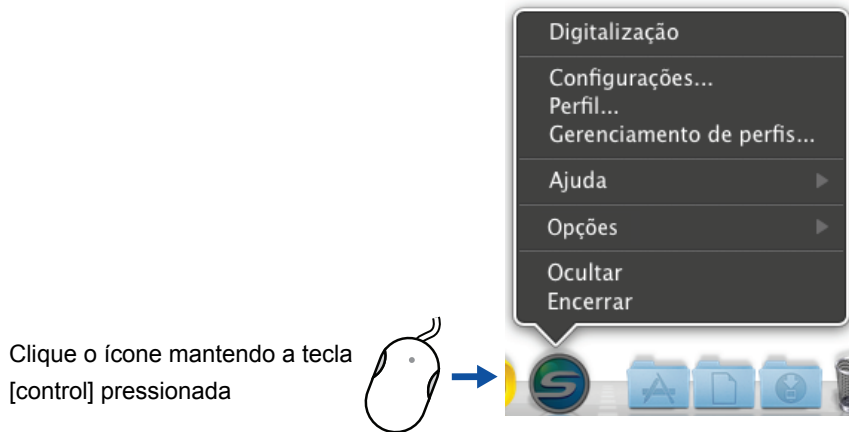 Digitalização
Configurações...
Perfil...
Gerenciamento de perfis...
Ajuda
Opções
Ocultar
Encerrar
Clique o ícone mantendo a tecla
[control] pressionada